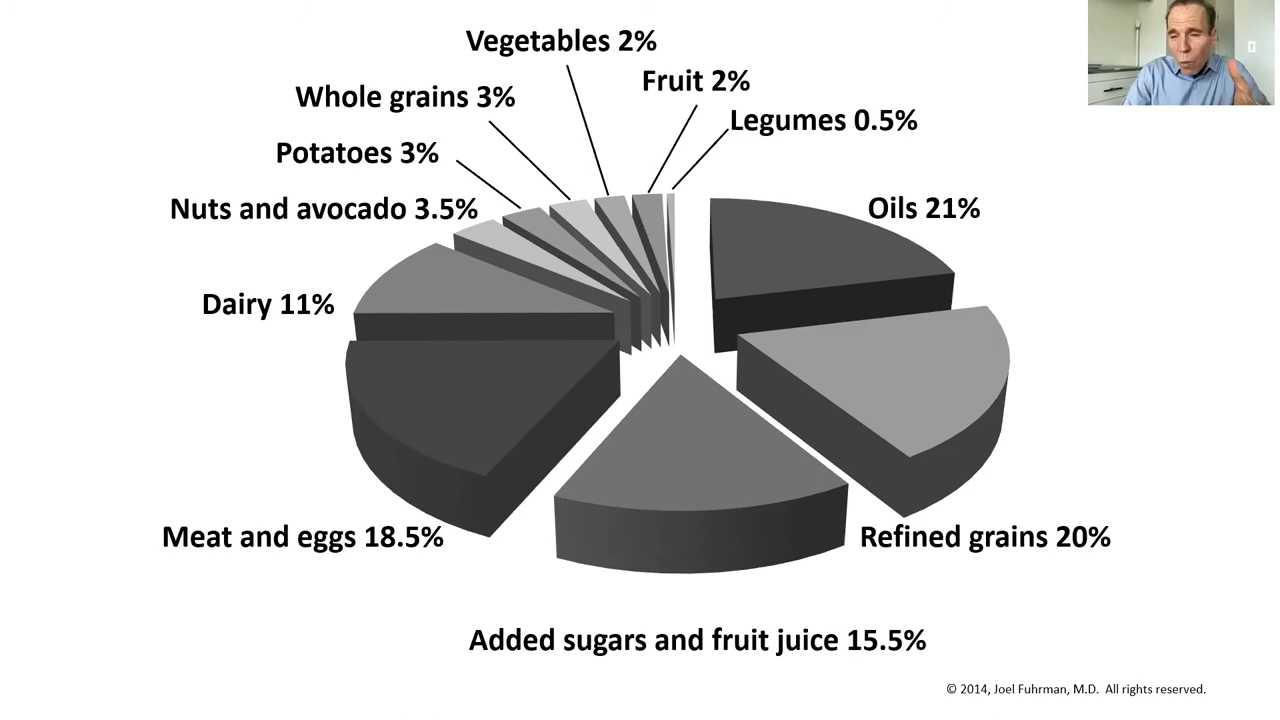 Vegetables 2%
Fruit 2%
Whole grains 3%
Legumes 0.5%
Potatoes 3%
Nuts and avocado 3.5%
Oils 21%
Dairy 11%
Meat and eggs 18.5%
Refined grains 20%
Added sugars and fruit juice 15.5%
© 2014, Joel Fuhrman, M.D. All rights reserved.